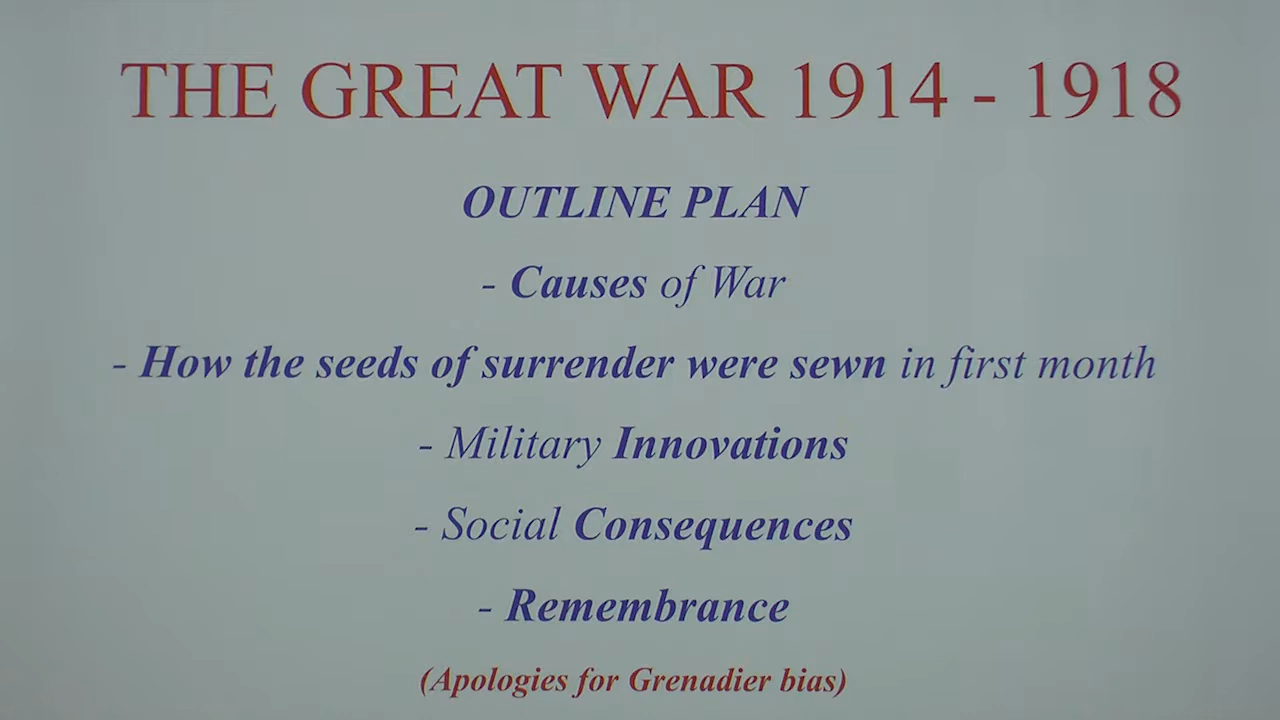 THE GREAT WAR 1914 - 1918
OUTLINE PLAN
- Causes of War
- How the seeds of surrender were sewn in first month
- Military Innovations
- Social Consequences
- Remembrance
(Apologies for Grenadier bias)